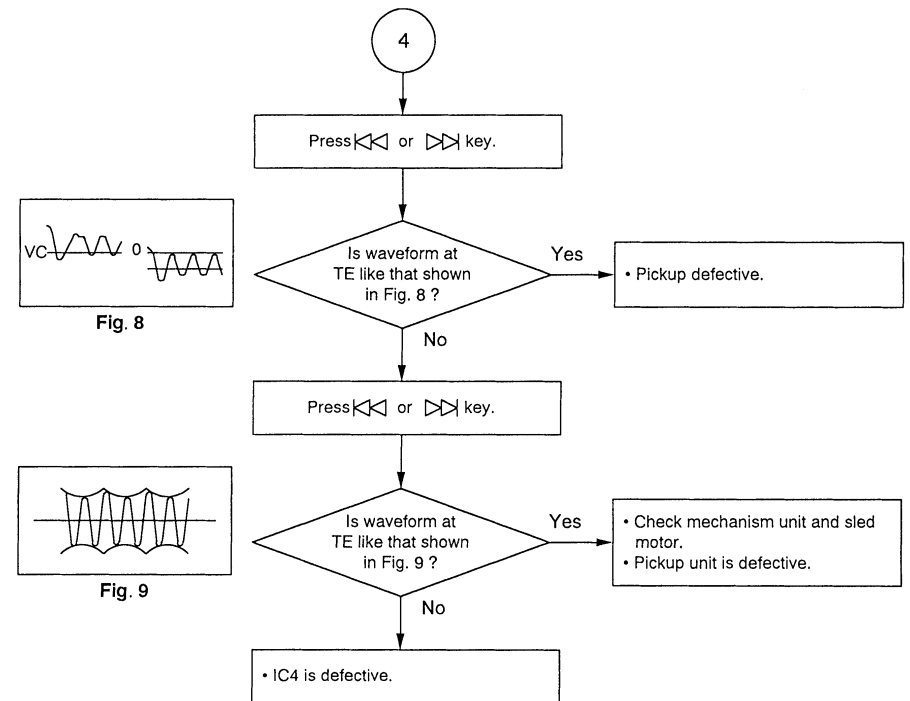 4
Press |◁◁ or ▷▷| key.
VC
0
Fig. 8
Is waveform at
TE like that shown
in Fig. 8 ?
Yes
• Pickup defective.
No
Press |◁◁ or ▷▷| key.
Fig. 9
Is waveform at
TE like that shown
in Fig. 9 ?
Yes
• Check mechanism unit and sled
motor.
• Pickup unit is defective.
No
• IC4 is defective.